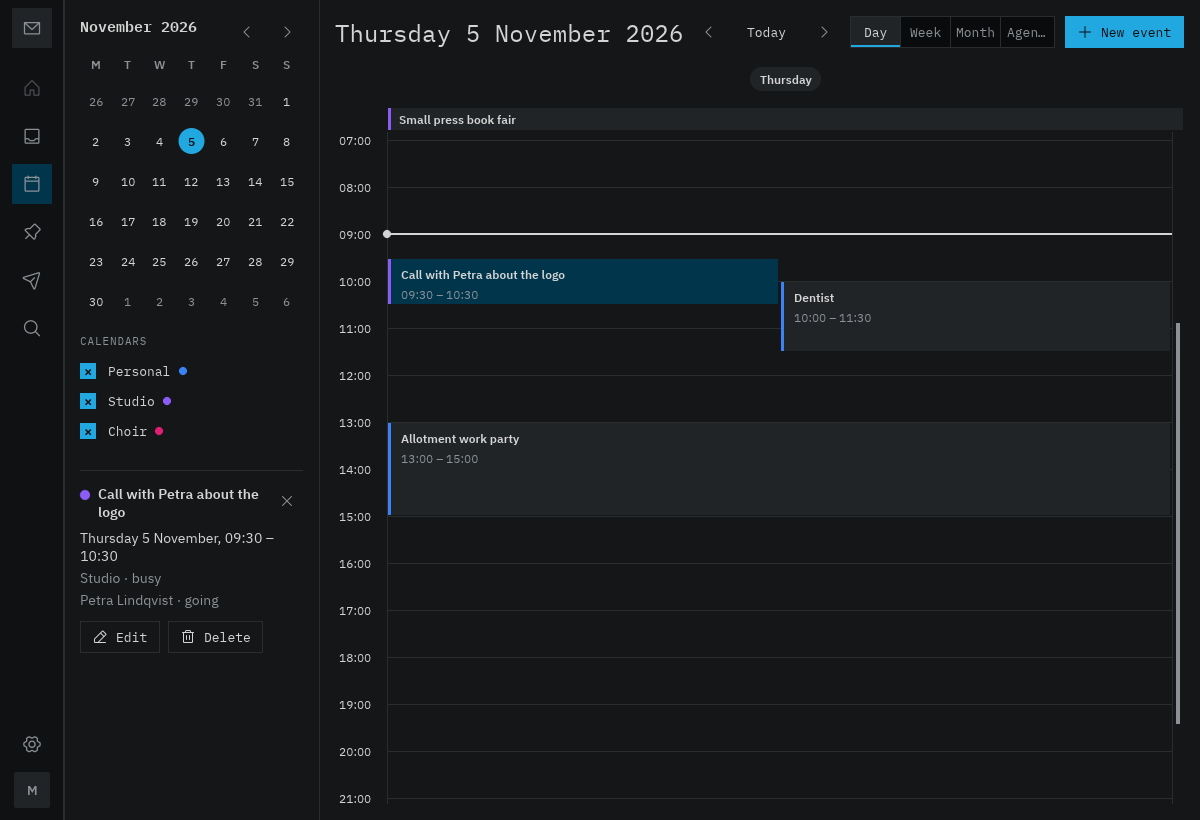 November 2026
M T W T F S S
26 27 28 29 30 31 1
2 3 4 5 6 7 8
9 10 11 12 13 14 15
16 17 18 19 20 21 22
23 24 25 26 27 28 29
30 1 2 3 4 5 6
CALENDARS
Personal
Studio
Choir
Call with Petra about the
logo
Thursday 5 November, 09:30 –
10:30
Studio · busy
Petra Lindqvist · going
Edit Delete
M
Thursday 5 November 2026
Today
Day Week Month Agen…
New event
Thursday
Small press book fair
07:00
08:00
09:00
10:00
11:00
12:00
13:00
14:00
15:00
16:00
17:00
18:00
19:00
20:00
21:00
Call with Petra about the logo
09:30 – 10:30
Dentist
10:00 – 11:30
Allotment work party
13:00 – 15:00